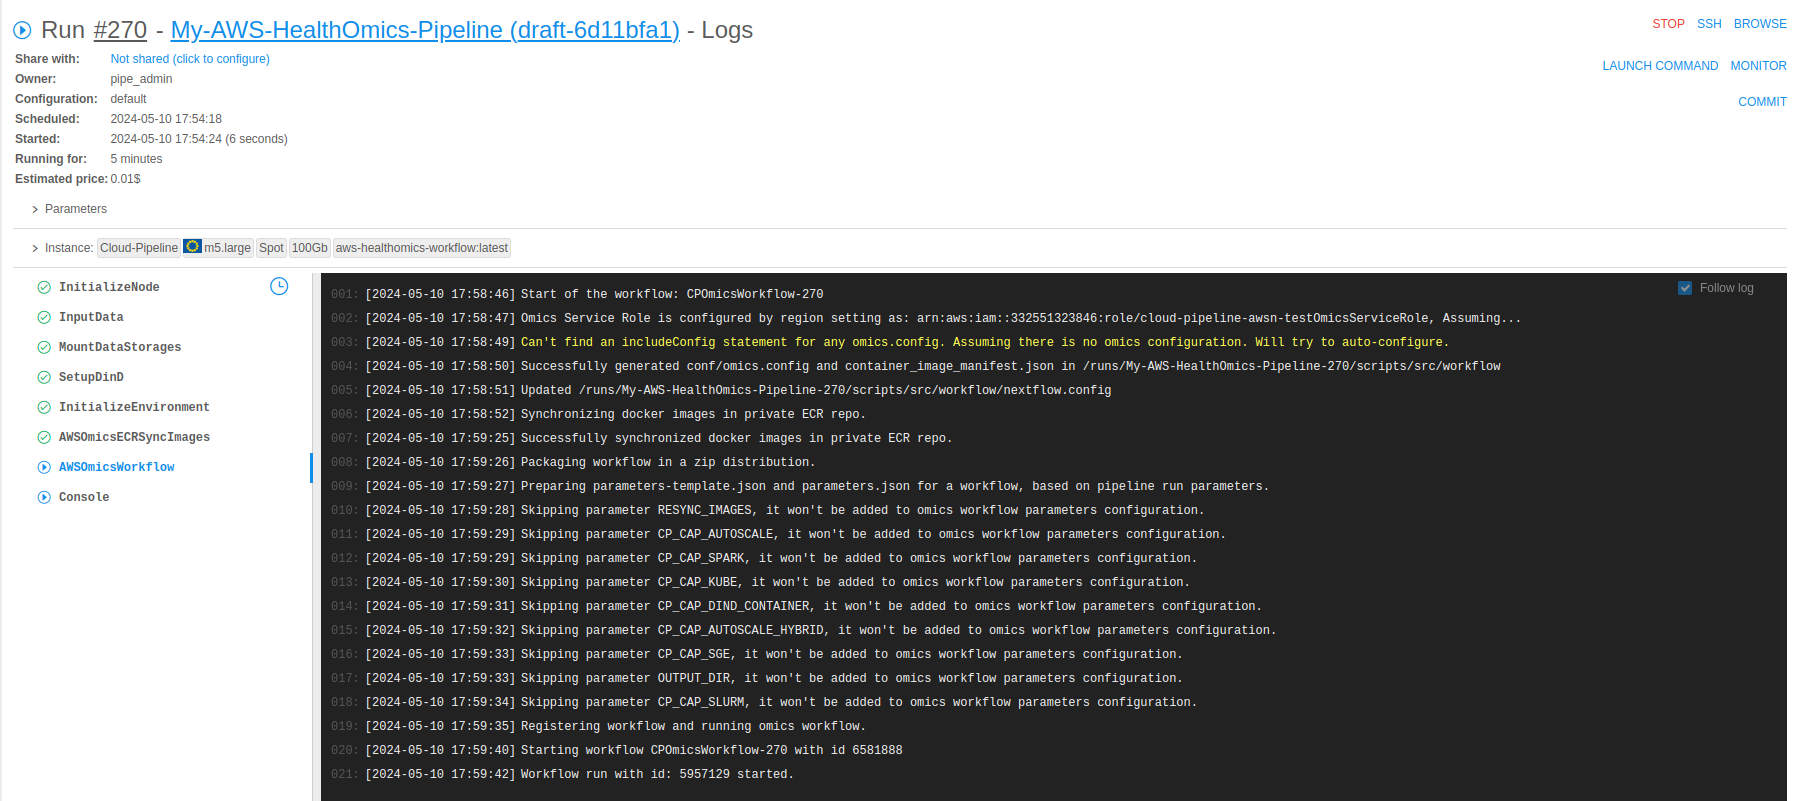 Run #270 - My-AWS-HealthOmics-Pipeline (draft-6d11bfa1) - Logs
STOP SSH BROWSE
LAUNCH COMMAND MONITOR
COMMIT
Share with: Not shared (click to configure)
Owner: pipe_admin
Configuration: default
Scheduled: 2024-05-10 17:54:18
Started: 2024-05-10 17:54:24 (6 seconds)
Running for: 5 minutes
Estimated price: 0.01$
Parameters
Instance: Cloud-Pipeline m5.large Spot 100Gb aws-healthomics-workflow:latest
InitializeNode
InputData
MountDataStorages
SetupDinD
InitializeEnvironment
AWSOmicsECRSyncImages
AWSOmicsWorkflow
Console
Follow log
001: [2024-05-10 17:58:46] Start of the workflow: CPOmicsWorkflow-270
002: [2024-05-10 17:58:47] Omics Service Role is configured by region setting as: arn:aws:iam::332551323846:role/cloud-pipeline-awsn-testOmicsServiceRole, Assuming...
003: [2024-05-10 17:58:49] Can't find an includeConfig statement for any omics.config. Assuming there is no omics configuration. Will try to auto-configure.
004: [2024-05-10 17:58:50] Successfully generated conf/omics.config and container_image_manifest.json in /runs/My-AWS-HealthOmics-Pipeline-270/scripts/src/workflow
005: [2024-05-10 17:58:51] Updated /runs/My-AWS-HealthOmics-Pipeline-270/scripts/src/workflow/nextflow.config
006: [2024-05-10 17:58:52] Synchronizing docker images in private ECR repo.
007: [2024-05-10 17:59:25] Successfully synchronized docker images in private ECR repo.
008: [2024-05-10 17:59:26] Packaging workflow in a zip distribution.
009: [2024-05-10 17:59:27] Preparing parameters-template.json and parameters.json for a workflow, based on pipeline run parameters.
010: [2024-05-10 17:59:28] Skipping parameter RESYNC_IMAGES, it won't be added to omics workflow parameters configuration.
011: [2024-05-10 17:59:29] Skipping parameter CP_CAP_AUTOSCALE, it won't be added to omics workflow parameters configuration.
012: [2024-05-10 17:59:29] Skipping parameter CP_CAP_SPARK, it won't be added to omics workflow parameters configuration.
013: [2024-05-10 17:59:30] Skipping parameter CP_CAP_KUBE, it won't be added to omics workflow parameters configuration.
014: [2024-05-10 17:59:31] Skipping parameter CP_CAP_DIND_CONTAINER, it won't be added to omics workflow parameters configuration.
015: [2024-05-10 17:59:32] Skipping parameter CP_CAP_AUTOSCALE_HYBRID, it won't be added to omics workflow parameters configuration.
016: [2024-05-10 17:59:33] Skipping parameter CP_CAP_SGE, it won't be added to omics workflow parameters configuration.
017: [2024-05-10 17:59:33] Skipping parameter OUTPUT_DIR, it won't be added to omics workflow parameters configuration.
018: [2024-05-10 17:59:34] Skipping parameter CP_CAP_SLURM, it won't be added to omics workflow parameters configuration.
019: [2024-05-10 17:59:35] Registering workflow and running omics workflow.
020: [2024-05-10 17:59:40] Starting workflow CPOmicsWorkflow-270 with id 6581888
021: [2024-05-10 17:59:42] Workflow run with id: 5957129 started.